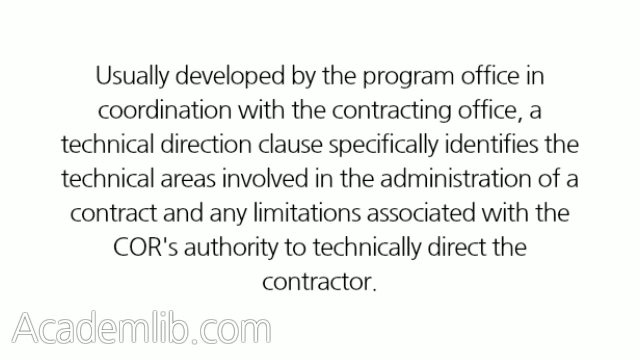 Usually developed by the program office in
coordination with the contracting office, a
technical direction clause specifically identifies the
technical areas involved in the administration of a
contract and any limitations associated with the
COR's authority to technically direct the
contractor.
Academlib.com